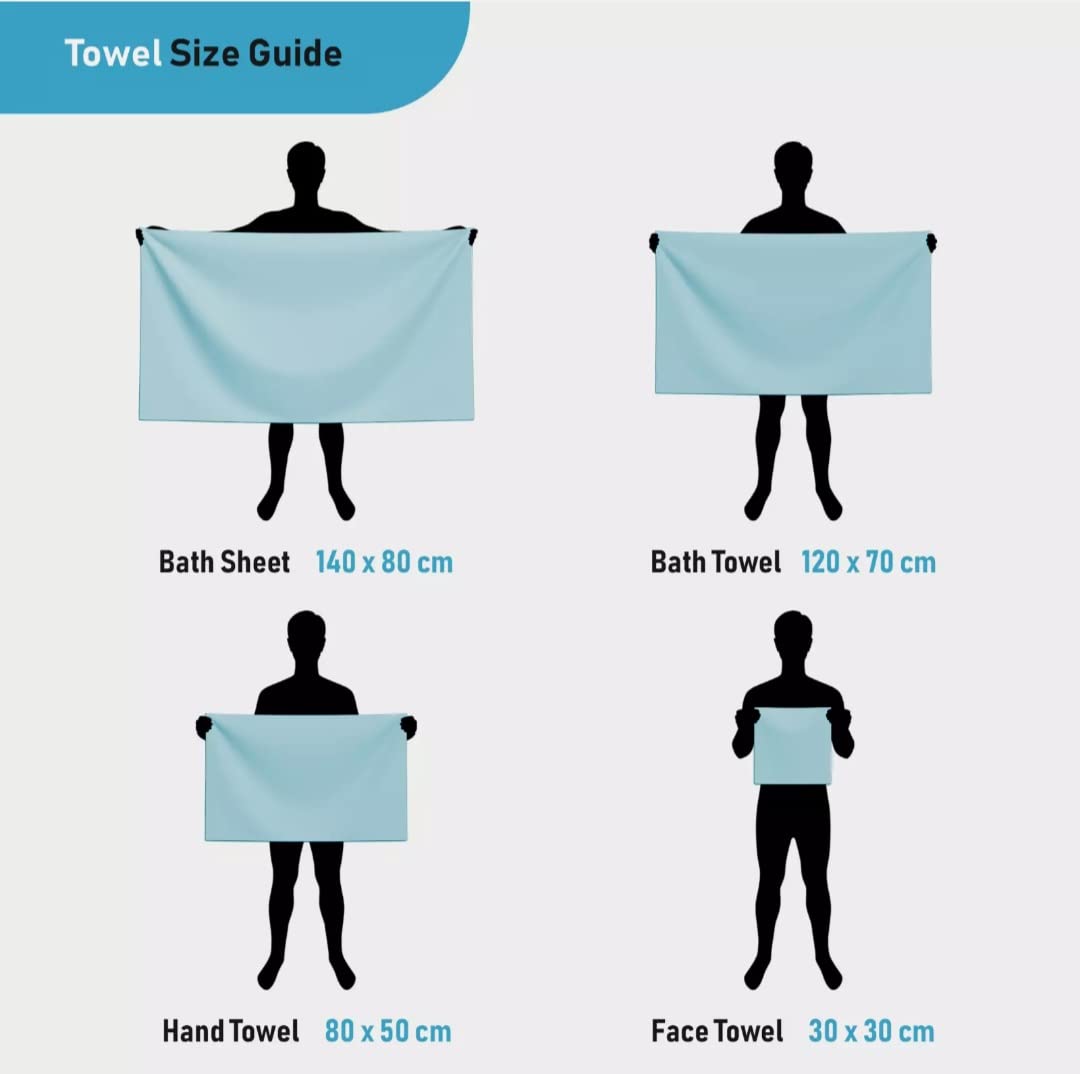 Towel Size Guide
Bath Sheet 140 x 80 cm
Bath Towel 120 x 70 cm
Hand Towel 80 x 50 cm
Face Towel 30 x 30 cm